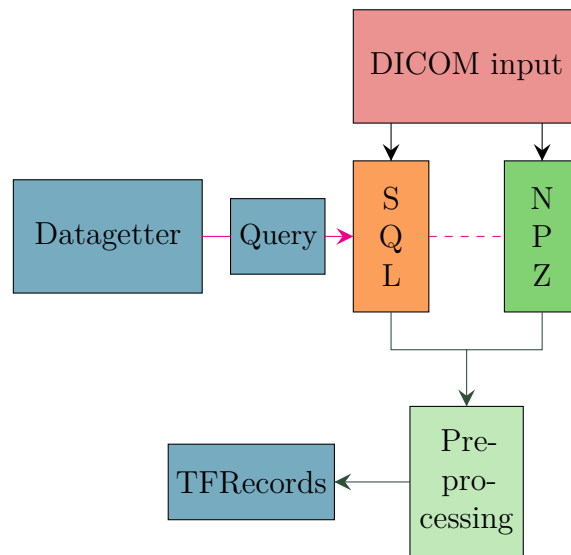 DICOM input
Datagetter
Query
S
Q
L
N
P
Z
Pre-
pro-
cessing
TFRecords